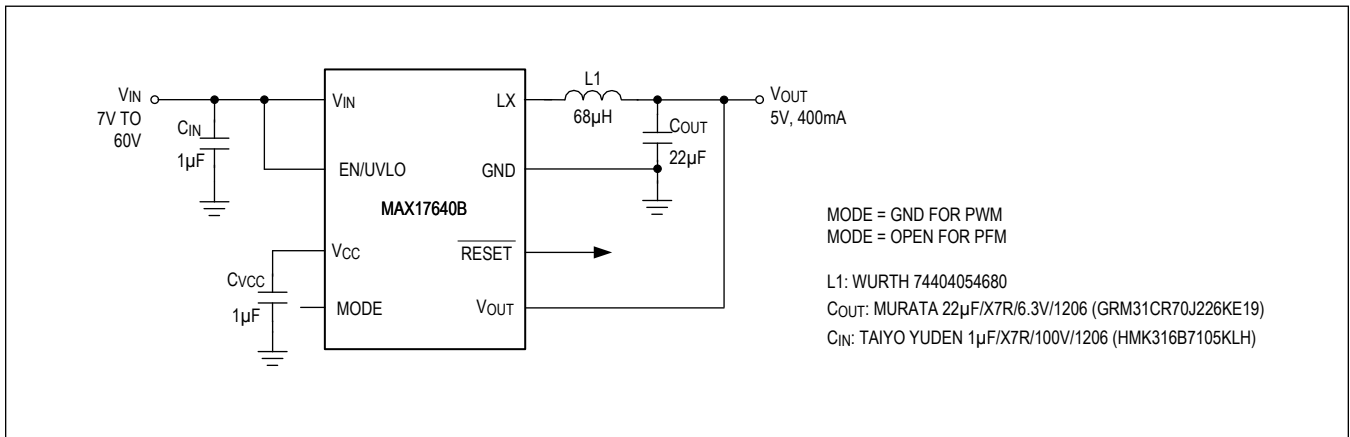 VIN
7V TO
60V
CIN
1µF
VIN
EN/UVLO
VCC
MODE
CVCC
1µF
MAX17640B
LX
GND
RESET
VOUT
L1
68µH
COUT
22µF
VOUT
5V, 400mA
MODE = GND FOR PWM
MODE = OPEN FOR PFM
L1: WURTH 74404054680
COUT: MURATA 22µF/X7R/6.3V/1206 (GRM31CR70J226KE19)
CIN: TAIYO YUDEN 1µF/X7R/100V/1206 (HMK316B7105KLH)